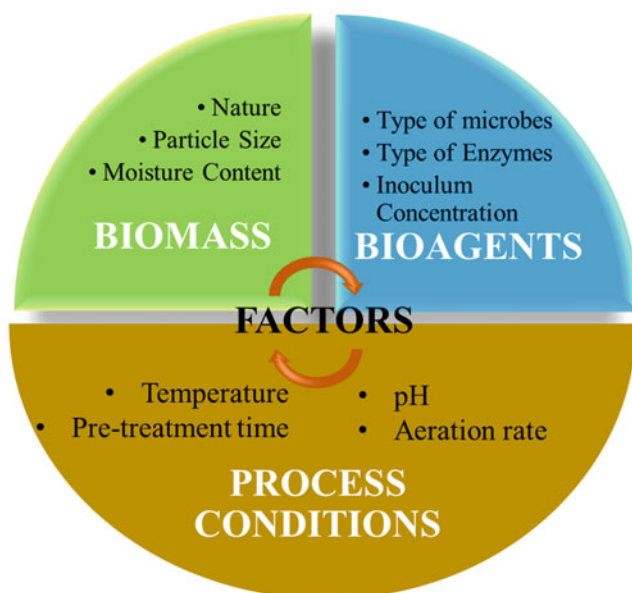 • Nature
• Particle Size
• Moisture Content
BIOMASS
• Type of microbes
• Type of Enzymes
• Inoculum
Concentration
BIOAGENTS
FACTORS
• Temperature
• Pre-treatment time
• pH
• Aeration rate
PROCESS
CONDITIONS